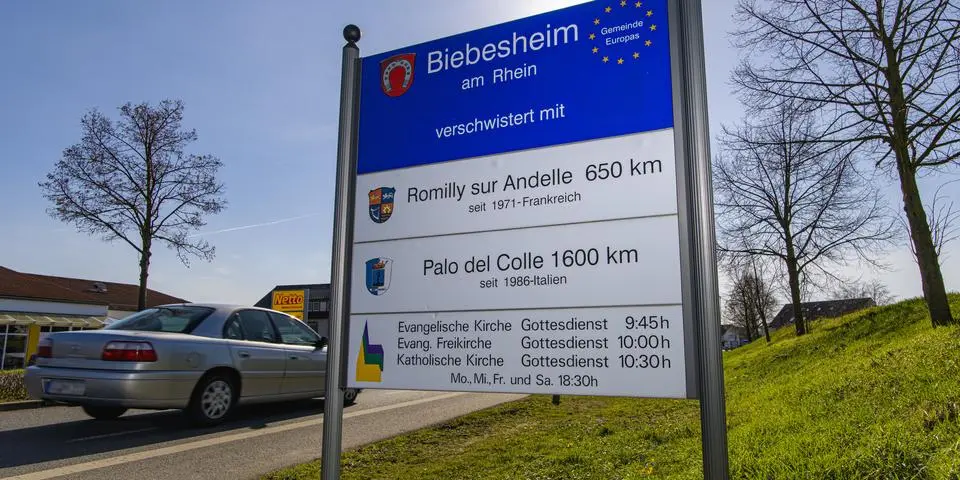 Biebesheim
am Rhein
Gemeinde
Europas
verschwistert mit
Romilly sur Andelle 650 km
seit 1971-Frankreich
Palo del Colle 1600 km
seit 1986-Italien
Evangelische Kirche Gottesdienst 9:45h
Evang. Freikirche Gottesdienst 10:00h
Katholische Kirche Gottesdienst 10:30h
Mo., Mi., Fr. und Sa. 18:30h
Netto